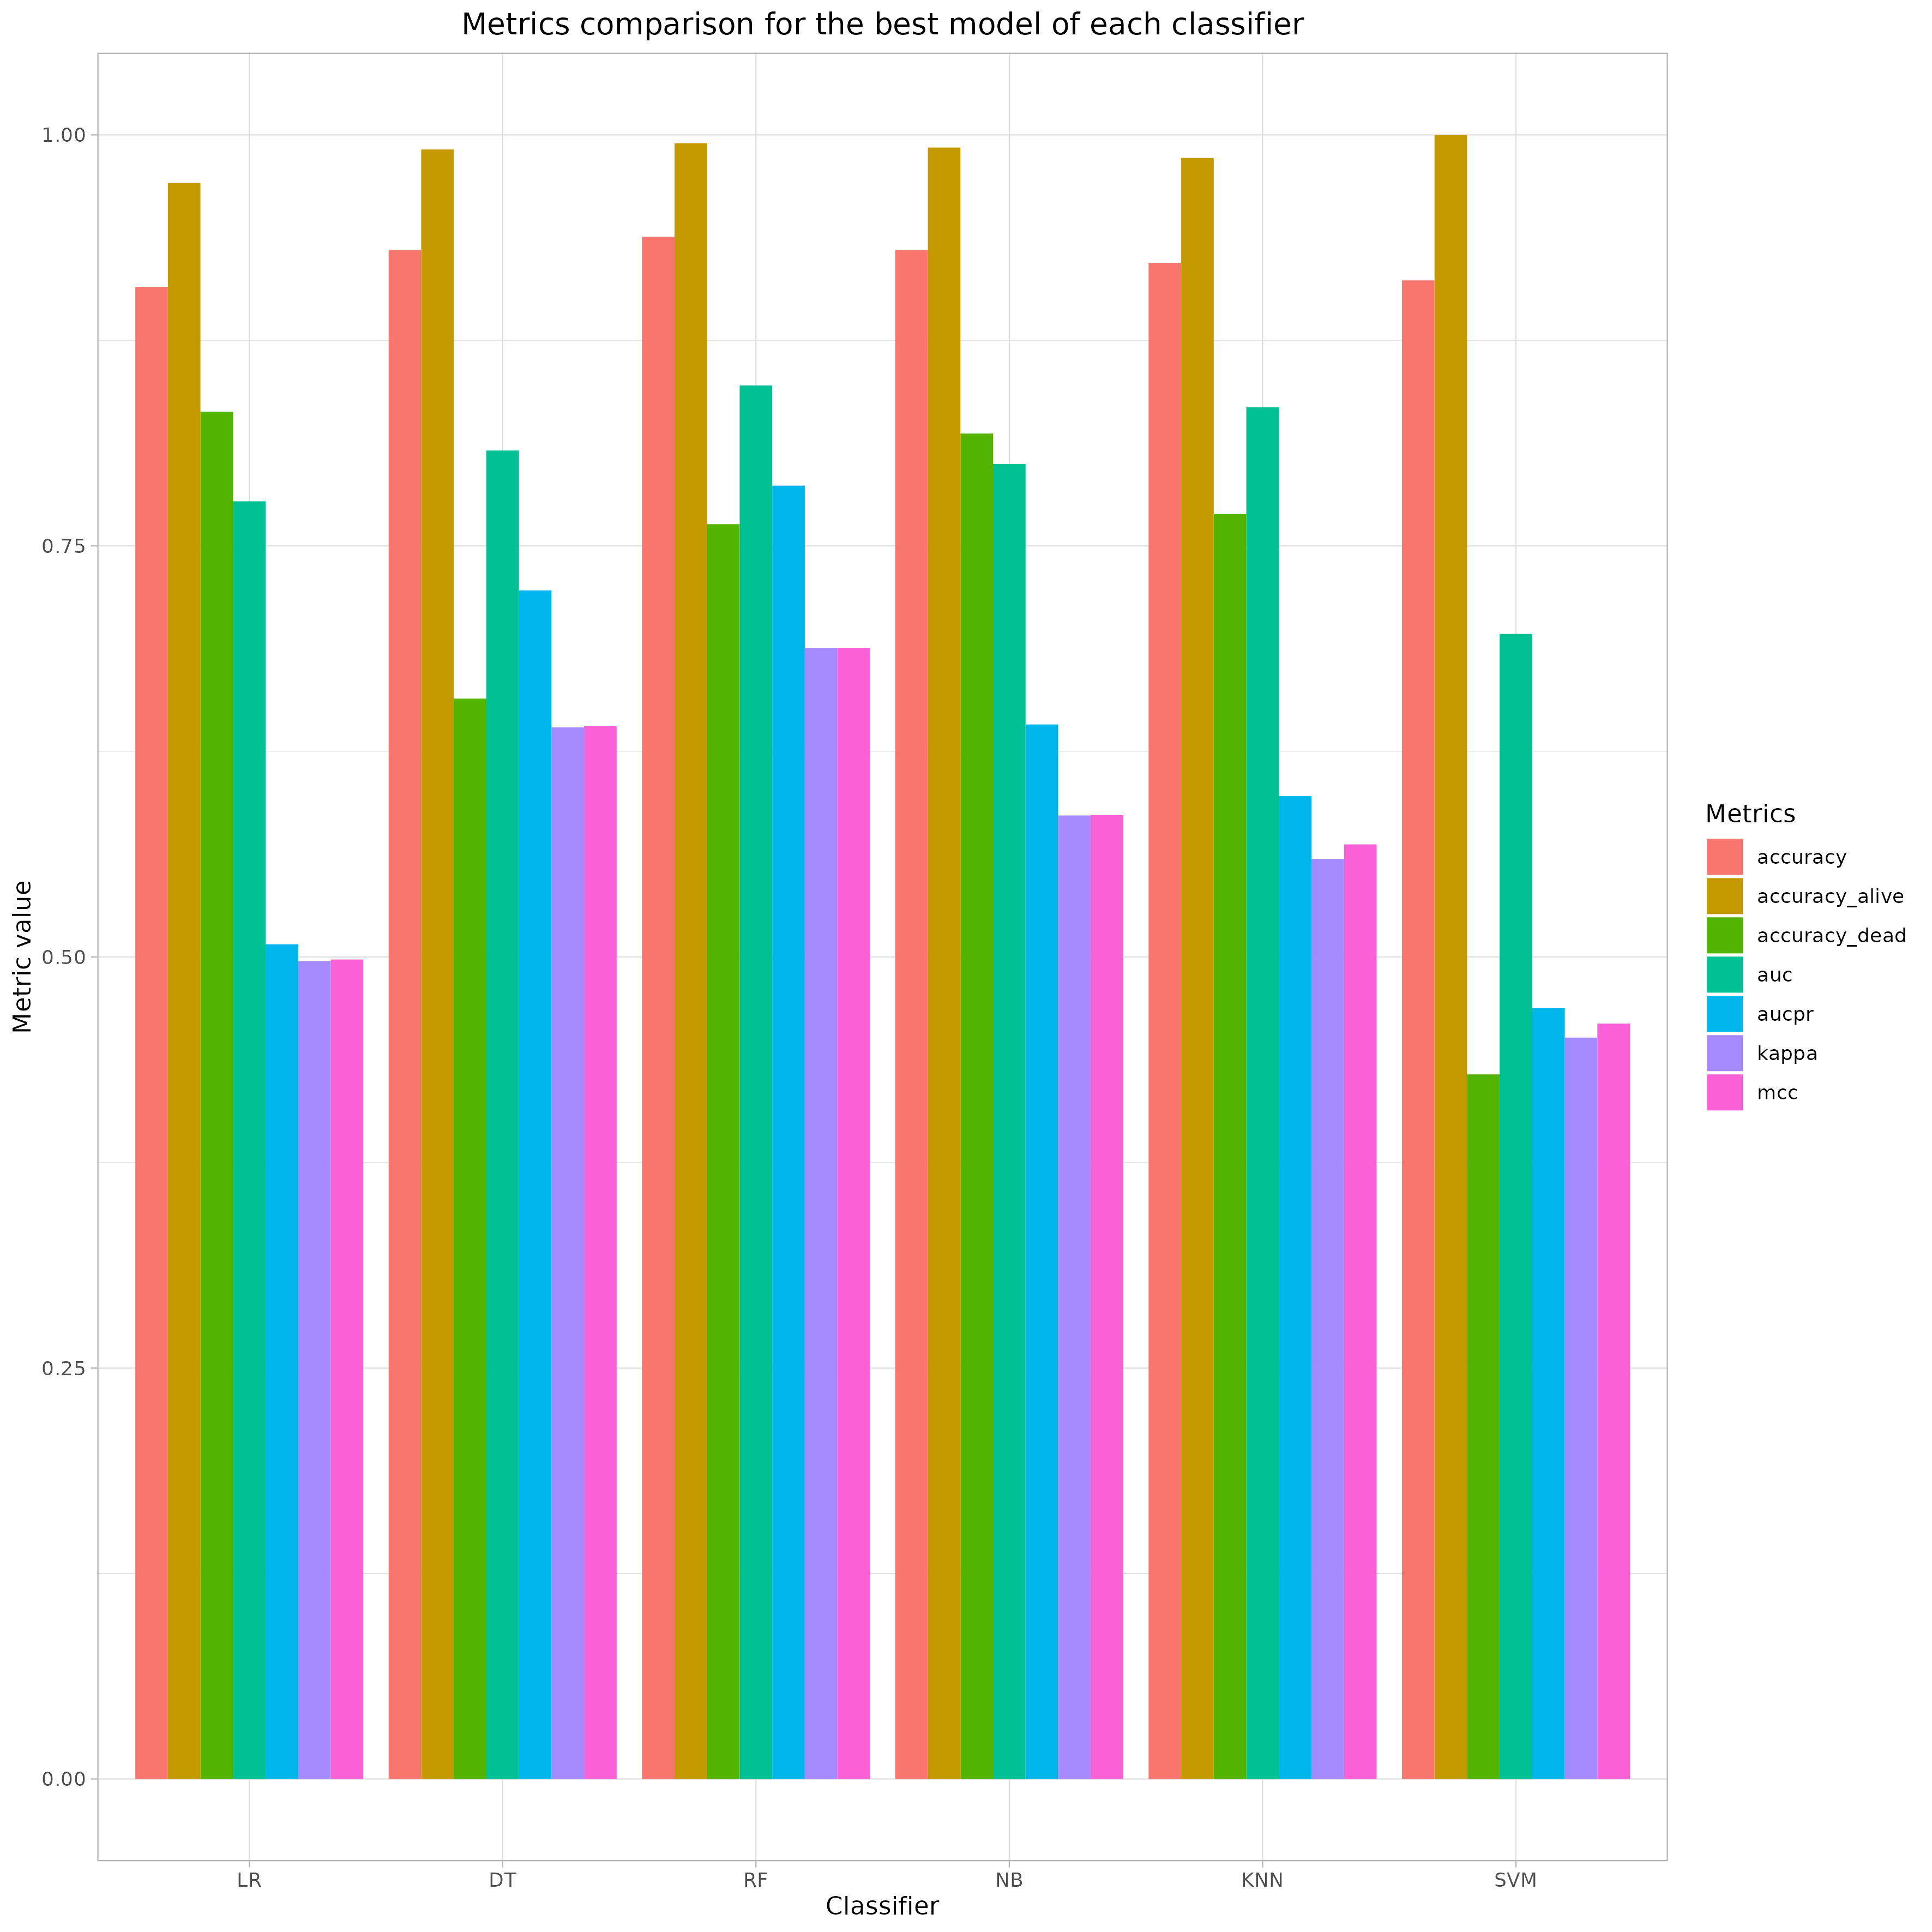 Metrics comparison for the best model of each classifier
1.00
0.75
0.50
0.25
0.00
Metric value
LR DT RF NB KNN SVM
Classifier
Metrics
accuracy
accuracy_alive
accuracy_dead
auc
aucpr
kappa
mcc